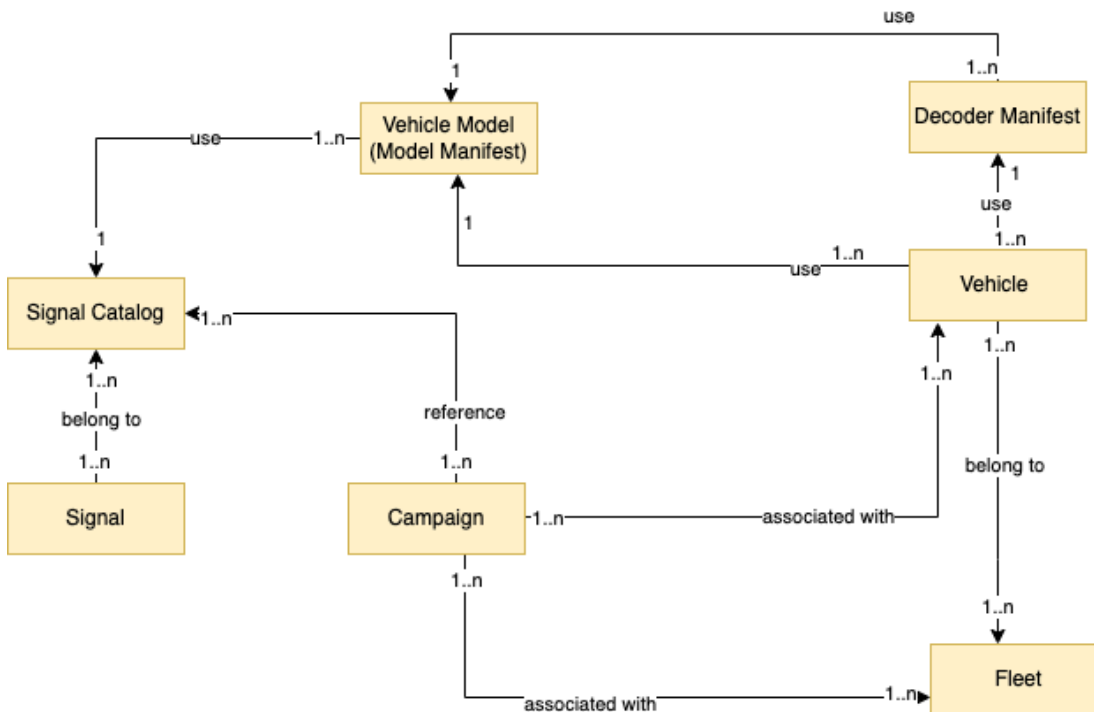 use
1..n
1
Decoder Manifest
Vehicle Model
(Model Manifest)
1..n
use
1
use
1..n
1
1..n
use
1
Vehicle
Signal Catalog
1..n
1..n
1..n
1..n
belong to
reference
1..n
1..n
belong to
Signal
Campaign
1..n
associated with
1..n
1..n
Fleet
1..n
associated with